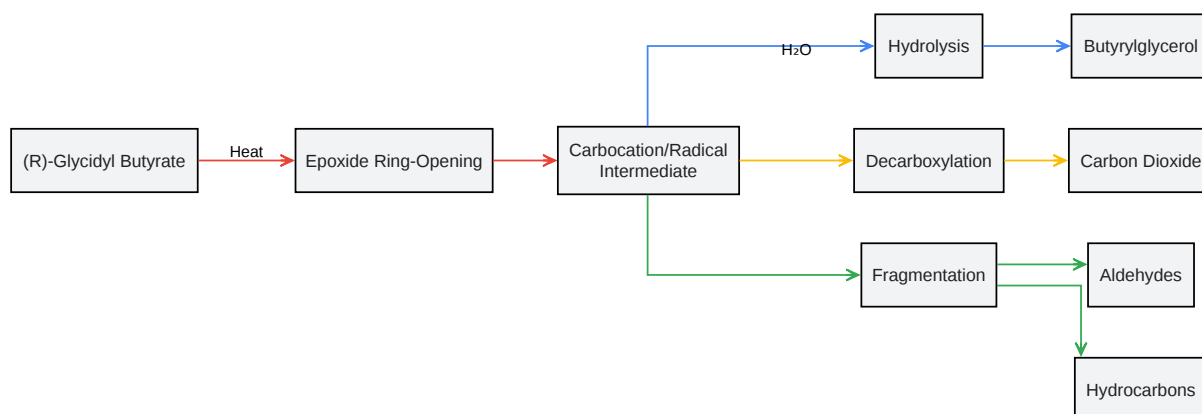 H₂O
Hydrolysis
Butyrylglycerol
(R)-Glycidyl Butyrate
Heat
Epoxide Ring-Opening
Carbocation/Radical
Intermediate
Decarboxylation
Carbon Dioxide
Fragmentation
Aldehydes
Hydrocarbons